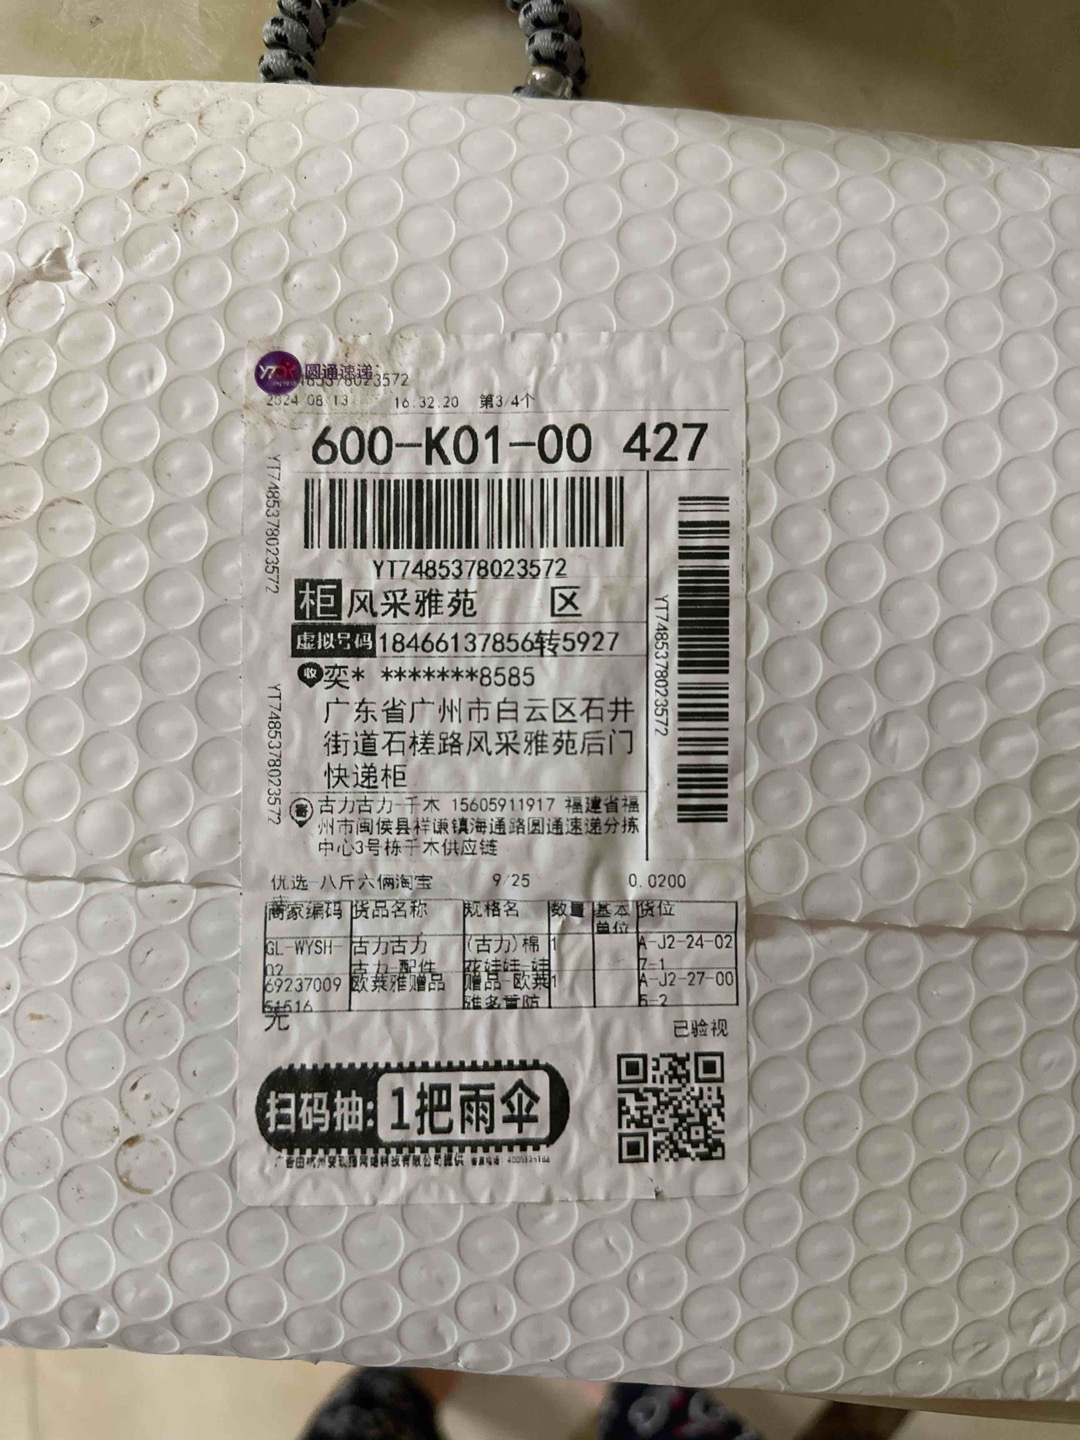 圆通速递
YT7485378023572
2024 08 13 16:32:20 第3/4个
600-K01-00 427
YT7485378023572
YT7485378023572
柜 风采雅苑 区
虚拟号码 18466137856转5927
收 奕* *******8585
广东省广州市白云区石井
街道石槎路风采雅苑后门
快递柜
YT7485378023572
YT7485378023572
寄 古力古力-千木 15605911917 福建省福
州市闽侯县祥谦镇海通路圆通速递分拣
中心3号栋千木供应链
优选-八斤六俩淘宝 9/25 0.0200
商家编码 货品名称 规格名 数量 基本 货位
单位
GL-WYSH- 古力古力 (古力)棉 1 A-J2-24-02
02 古力-配件 花娃娃-娃 7-1
69237009 欧莱雅赠品 赠品-欧莱 1 A-J2-27-00
51516 雅多重防 5-2
无
已验视
扫码抽:1把雨伞